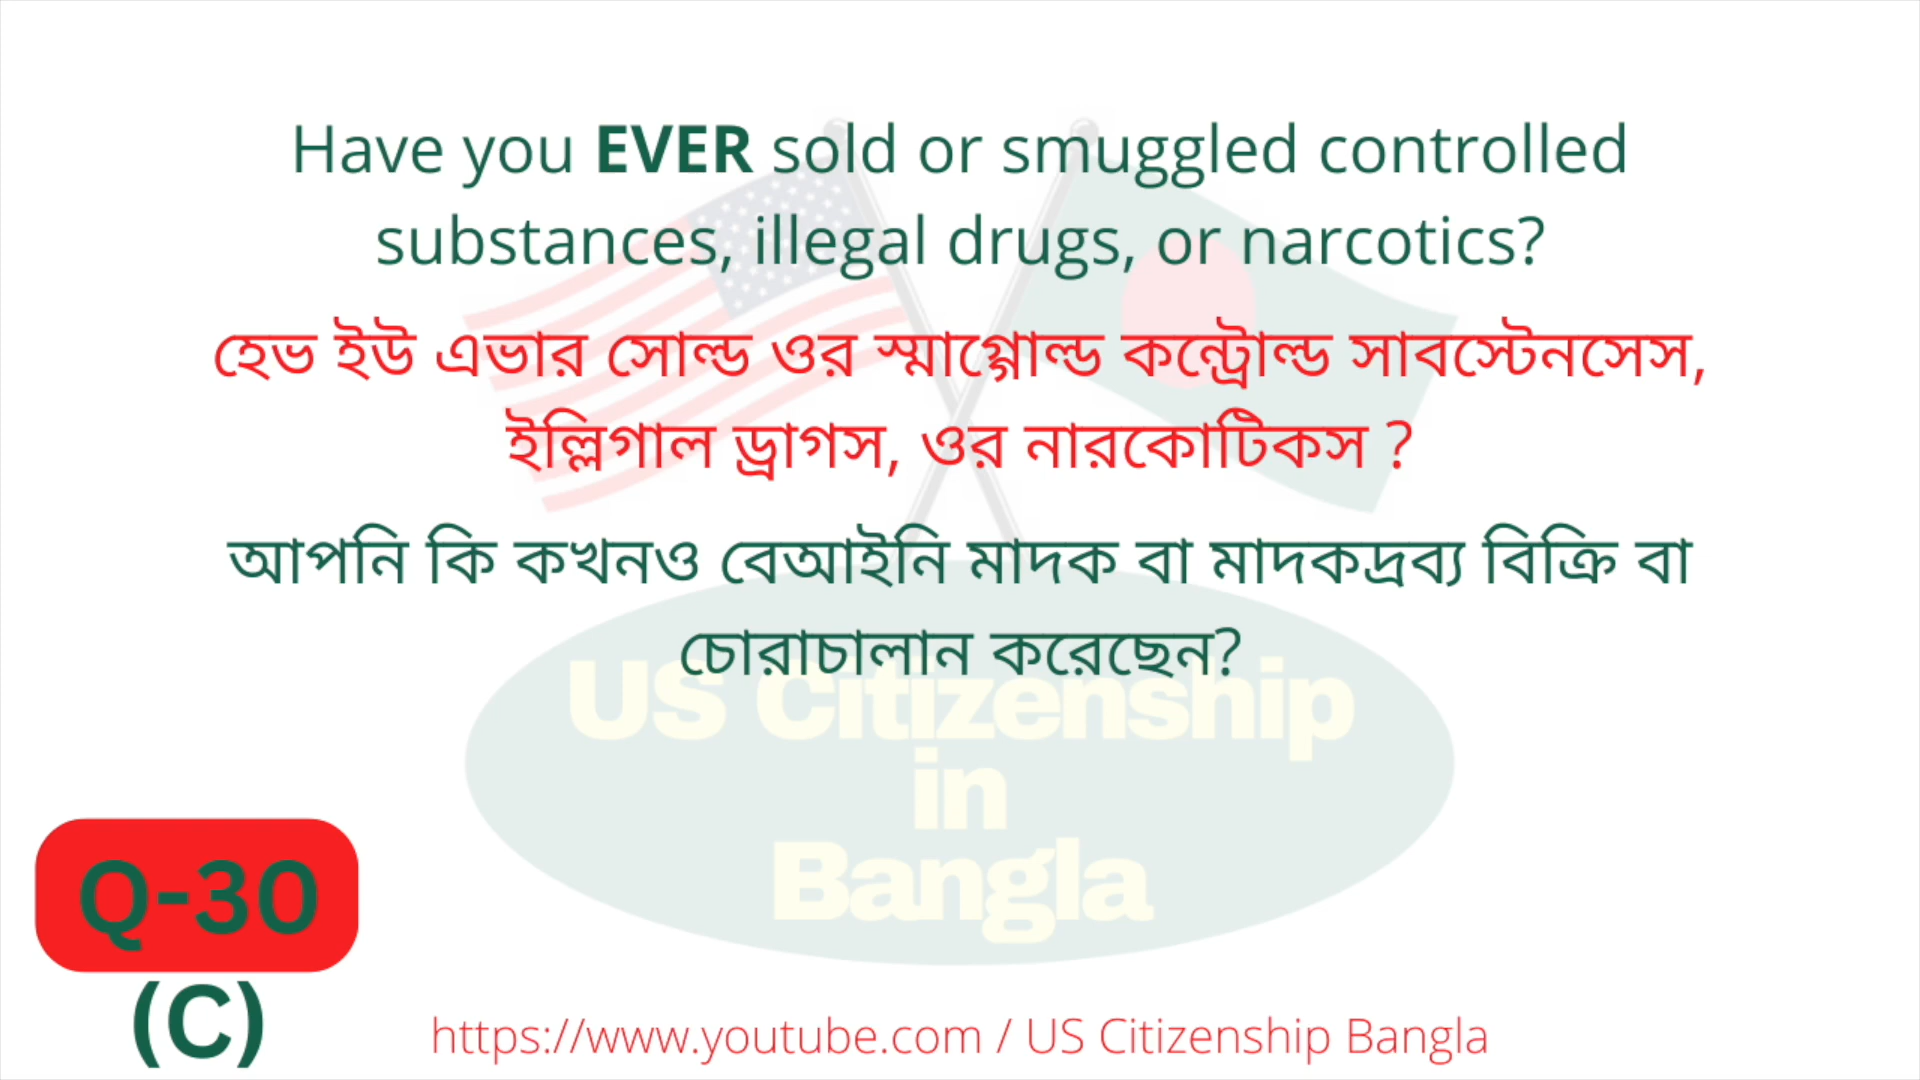 Have you EVER sold or smuggled controlled
substances, illegal drugs, or narcotics?
হেভ ইউ এভার সোল্ড ওর স্মাগ্গোল্ড কন্ট্রোল্ড সাবস্টেনসেস,
ইল্লিগাল ড্রাগস, ওর নারকোটিকস ?
আপনি কি কখনও বেআইনি মাদক বা মাদকদ্রব্য বিক্রি বা
চোরাচালান করেছেন?
US Citizenship
in
Bangla
Q-30
(C)
https://www.youtube.com / US Citizenship Bangla